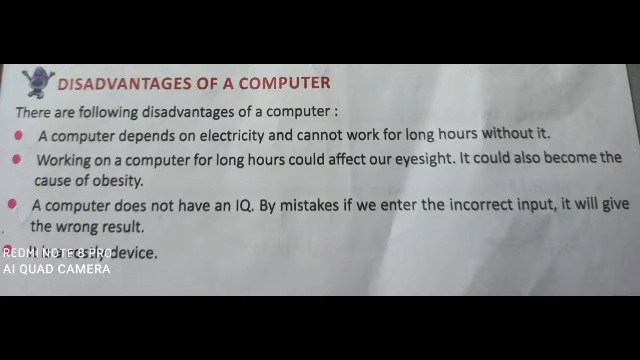 DISADVANTAGES OF A COMPUTER
There are following disadvantages of a computer :
A computer depends on electricity and cannot work for long hours without it.
Working on a computer for long hours could affect our eyesight. It could also become the
cause of obesity.
A computer does not have an IQ. By mistakes if we enter the incorrect input, it will give
the wrong result.
It is a costly device.
REDMI NOTE 8 PRO
AI QUAD CAMERA